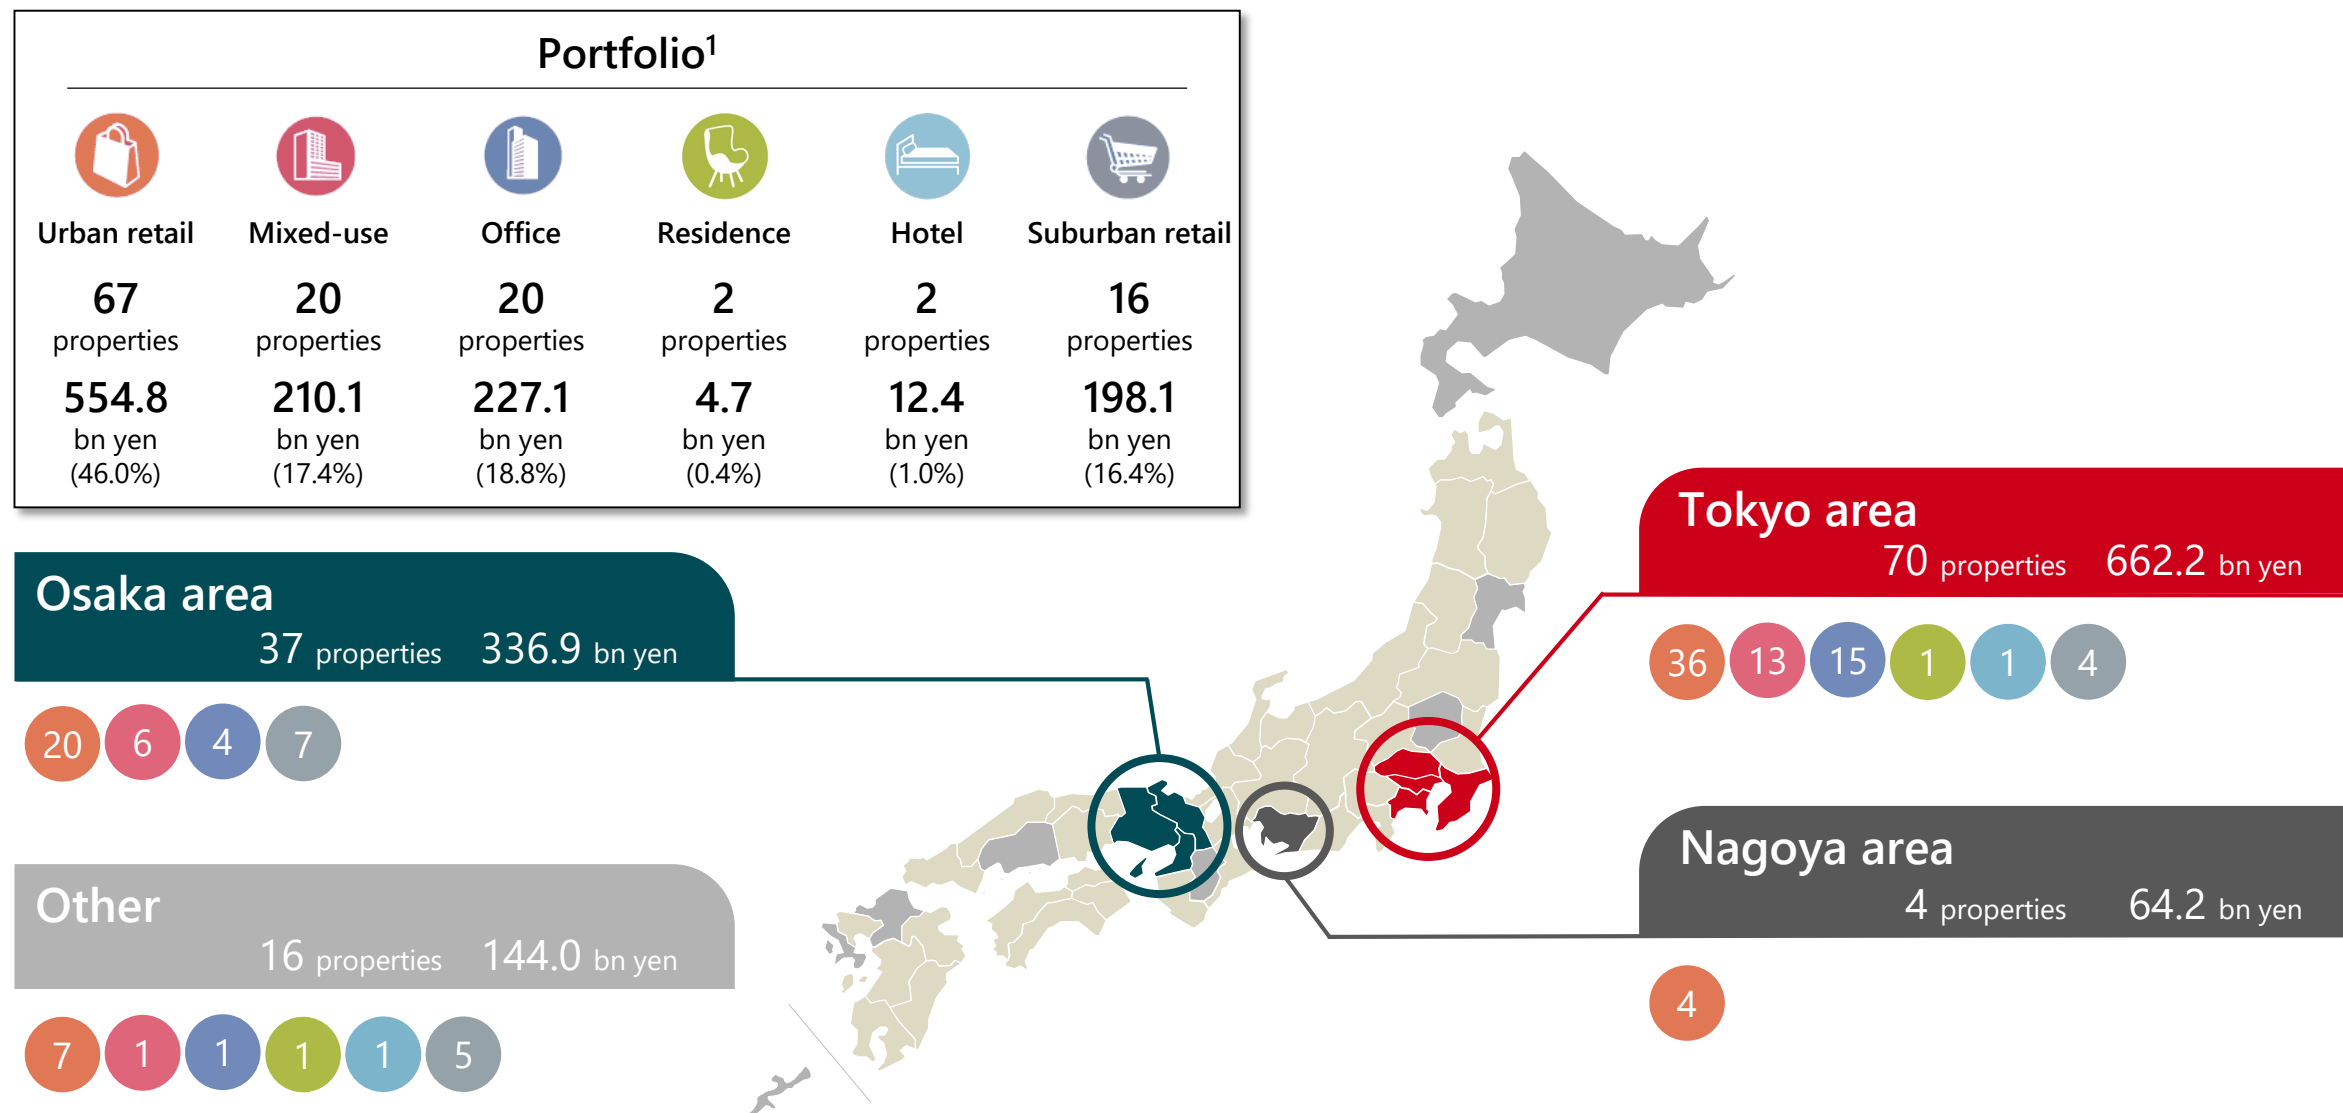 Portfolio1
Urban retail
67
properties
554.8
bn yen
(46.0%)
Mixed-use
20
properties
210.1
bn yen
(17.4%)
Office
20
properties
227.1
bn yen
(18.8%)
Residence
2
properties
4.7
bn yen
(0.4%)
Hotel
2
properties
12.4
bn yen
(1.0%)
Suburban retail
16
properties
198.1
bn yen
(16.4%)
Tokyo area
70 properties 662.2 bn yen
36 13 15 1 1 4
Osaka area
37 properties 336.9 bn yen
20 6 4 7
Nagoya area
4 properties 64.2 bn yen
4
Other
16 properties 144.0 bn yen
7 1 1 1 1 5